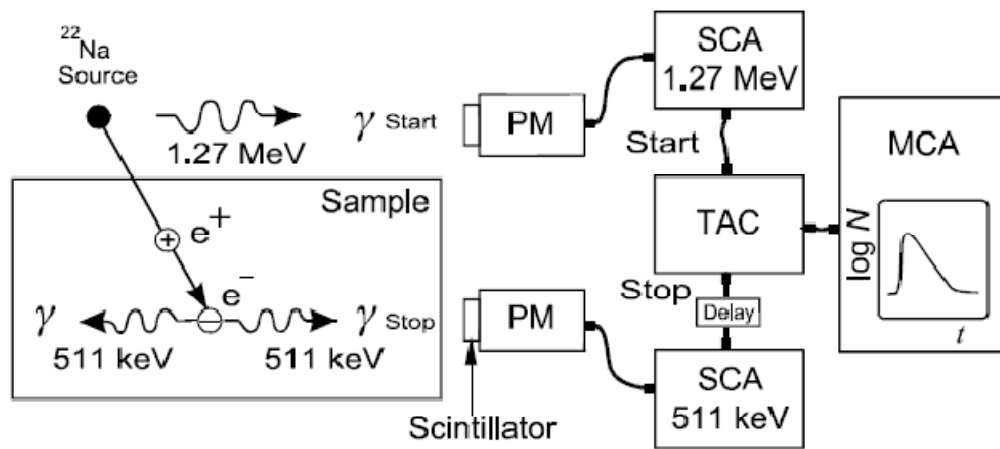 ²²Na
Source
1.27 MeV
γ Start
PM
SCA
1.27 MeV
Start
MCA
Sample
e⁺
TAC
log N
t
e⁻
γ
γ Stop
511 keV
511 keV
PM
Stop
Delay
SCA
511 keV
Scintillator